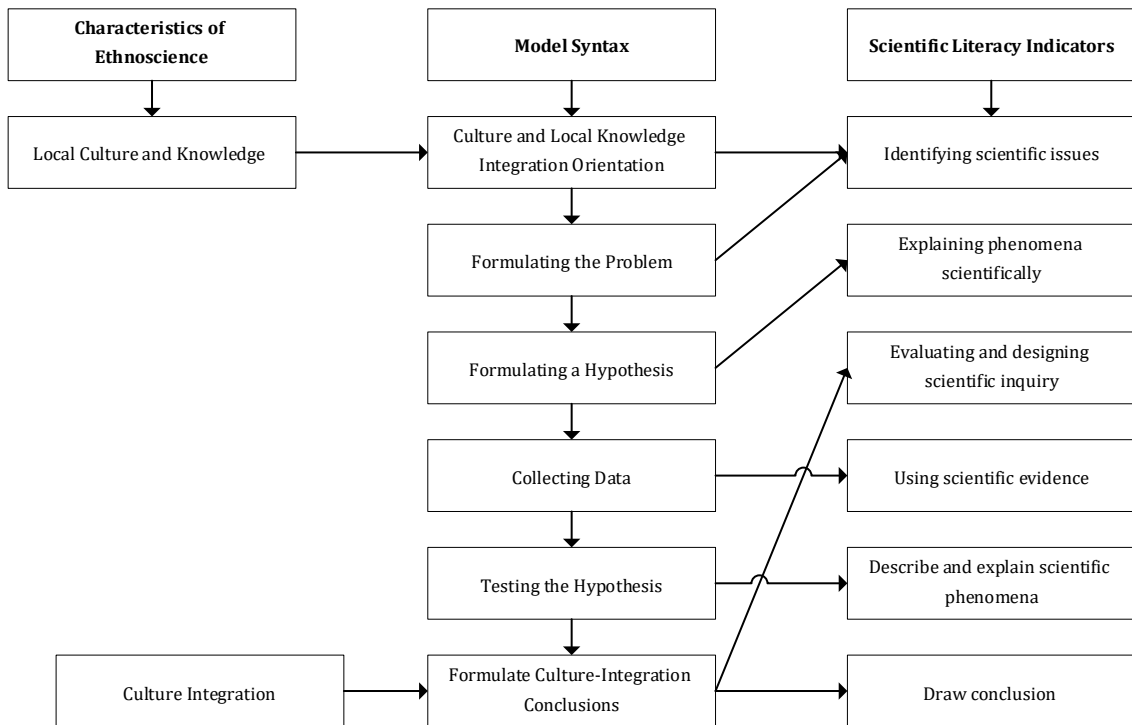 Characteristics of
Ethnoscience
Model Syntax
Scientific Literacy Indicators
Local Culture and Knowledge
Culture and Local Knowledge
Integration Orientation
Identifying scientific issues
Formulating the Problem
Explaining phenomena
scientifically
Formulating a Hypothesis
Evaluating and designing
scientific inquiry
Collecting Data
Using scientific evidence
Testing the Hypothesis
Describe and explain scientific
phenomena
Culture Integration
Formulate Culture-Integration
Conclusions
Draw conclusion